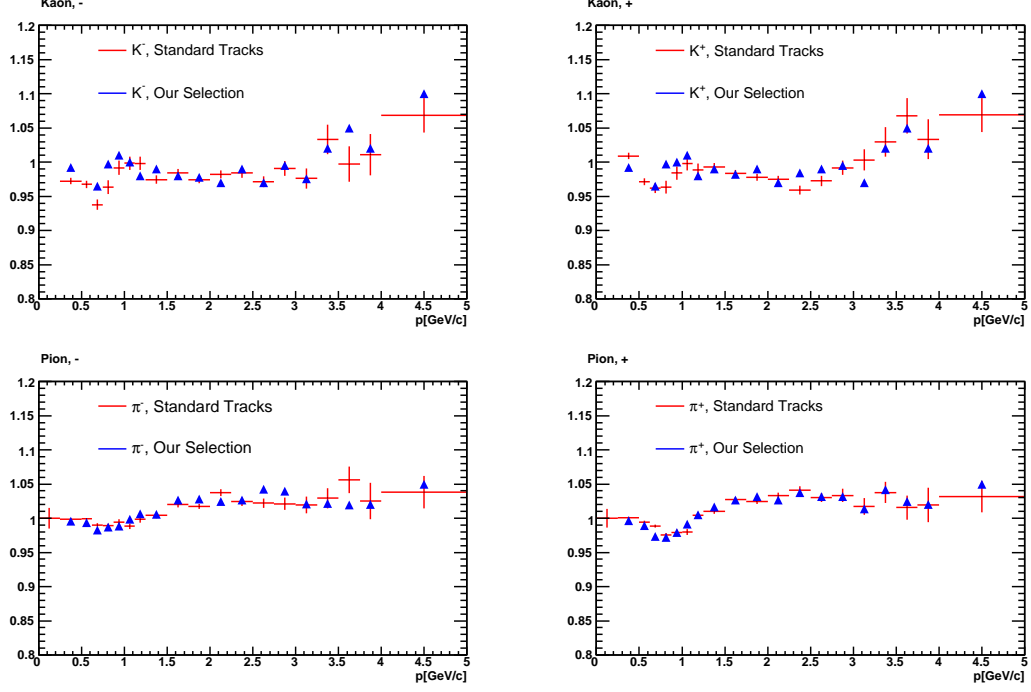 Kaon, -
1.2
1.15
1.1
1.05
1
0.95
0.9
0.85
0.8
K-, Standard Tracks
K-, Our Selection
0 0.5 1 1.5 2 2.5 3 3.5 4 4.5 5
p[GeV/c]
Kaon, +
1.2
1.15
1.1
1.05
1
0.95
0.9
0.85
0.8
K+, Standard Tracks
K+, Our Selection
0 0.5 1 1.5 2 2.5 3 3.5 4 4.5 5
p[GeV/c]
Pion, -
1.2
1.15
1.1
1.05
1
0.95
0.9
0.85
0.8
π-, Standard Tracks
π-, Our Selection
0 0.5 1 1.5 2 2.5 3 3.5 4 4.5 5
p[GeV/c]
Pion, +
1.2
1.15
1.1
1.05
1
0.95
0.9
0.85
0.8
π+, Standard Tracks
π+, Our Selection
0 0.5 1 1.5 2 2.5 3 3.5 4 4.5 5
p[GeV/c]